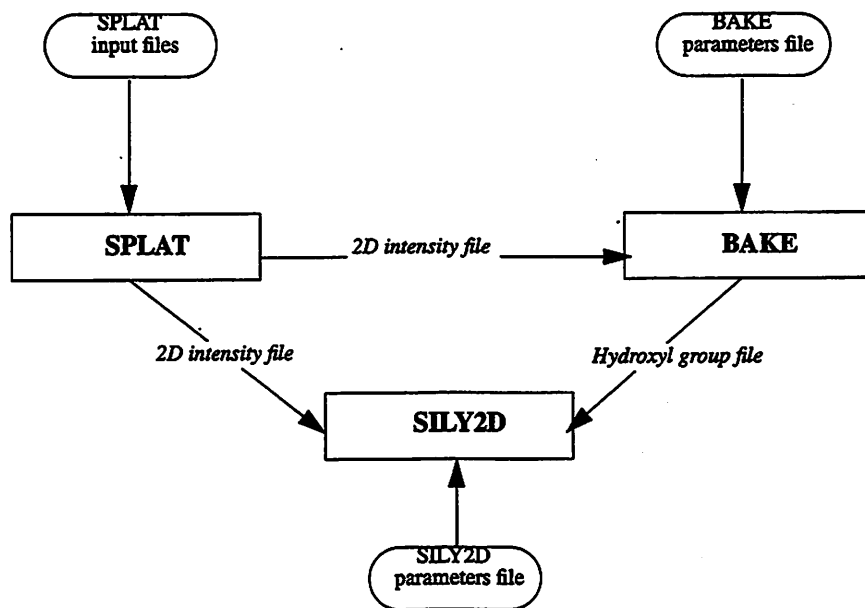 SPLAT
input files
BAKE
parameters file
SPLAT
2D intensity file
BAKE
2D intensity file
Hydroxyl group file
SILY2D
SILY2D
parameters file